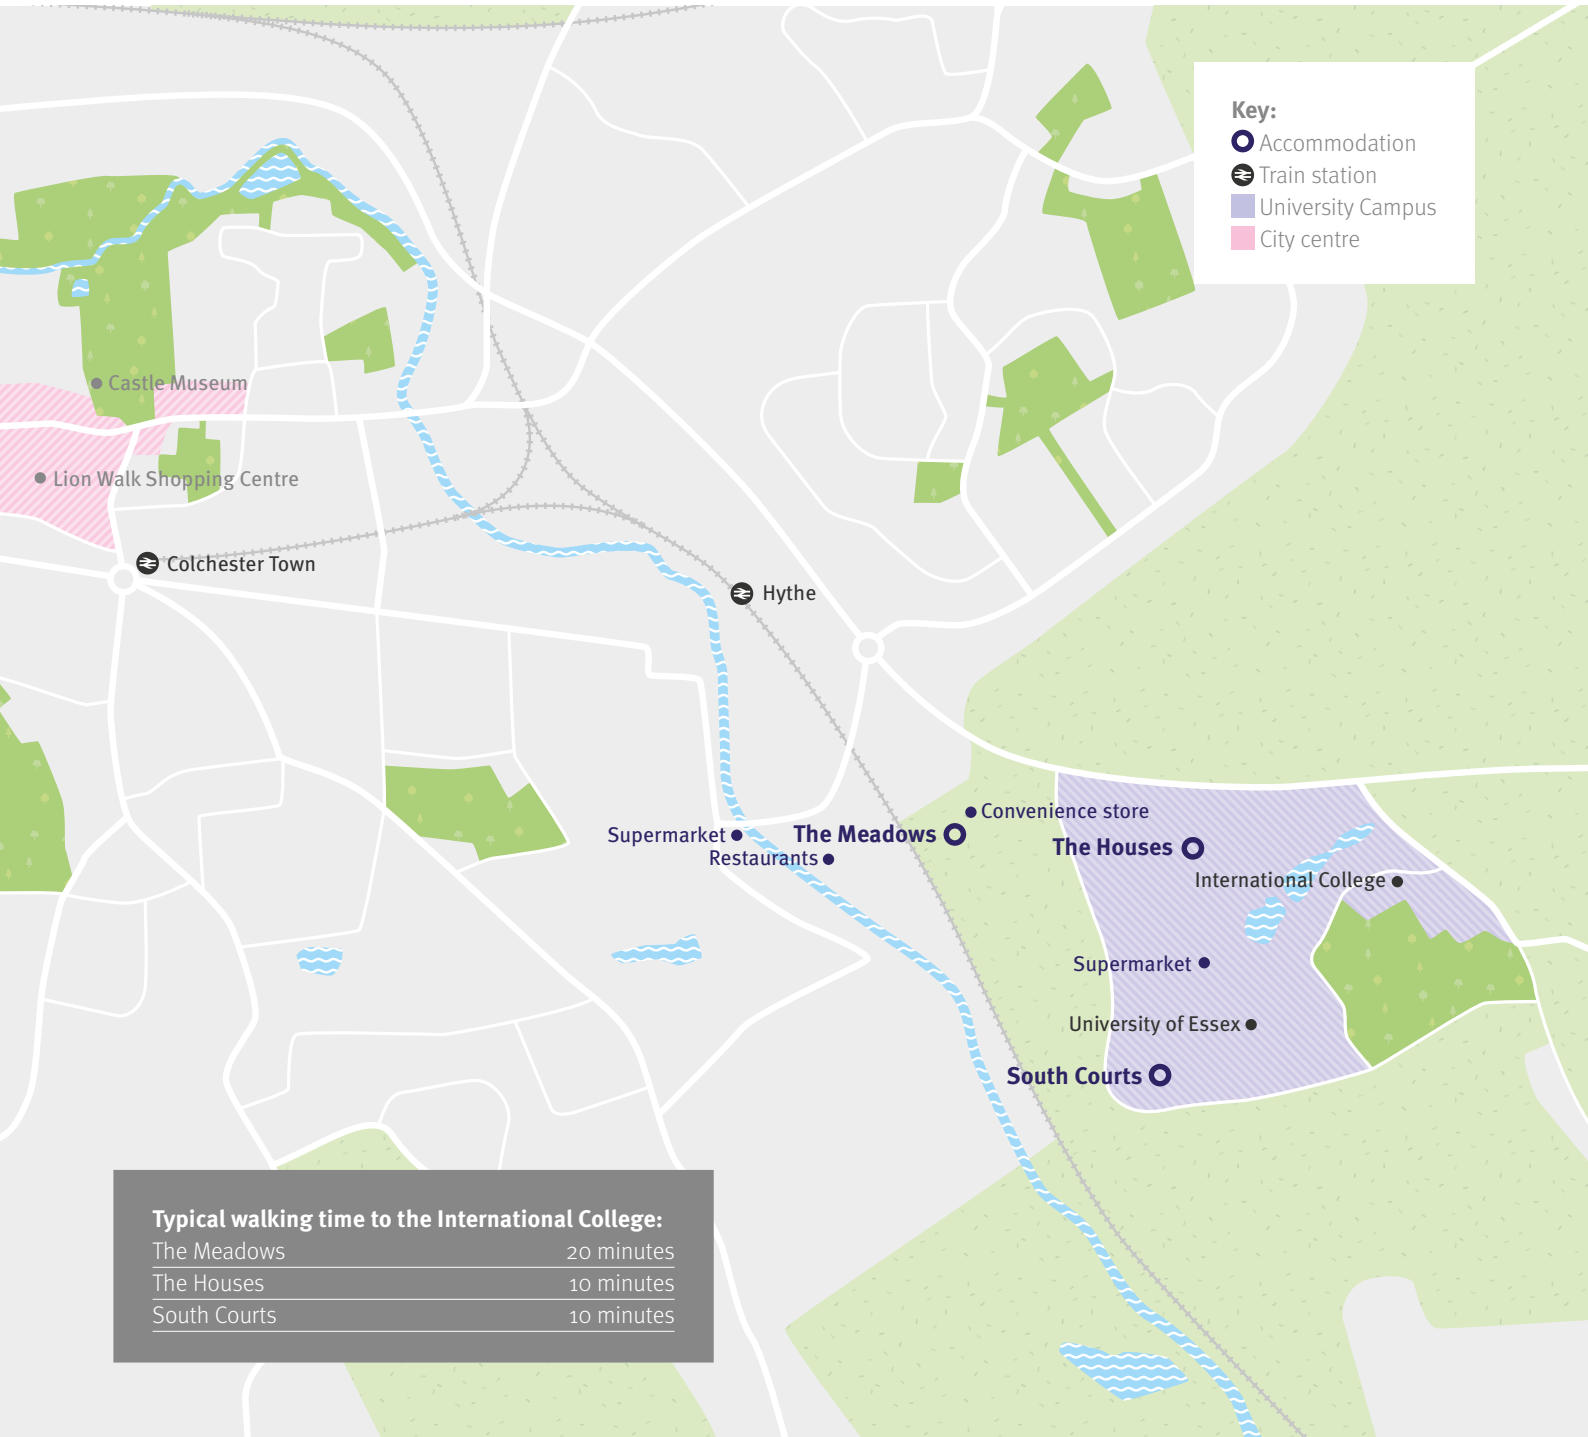 Key:
Accommodation
Train station
University Campus
City centre
Castle Museum
Lion Walk Shopping Centre
Colchester Town
Hythe
Convenience store
Supermarket
The Meadows
Restaurants
The Houses
International College
Supermarket
University of Essex
South Courts
Typical walking time to the International College:
The Meadows 20 minutes
The Houses 10 minutes
South Courts 10 minutes